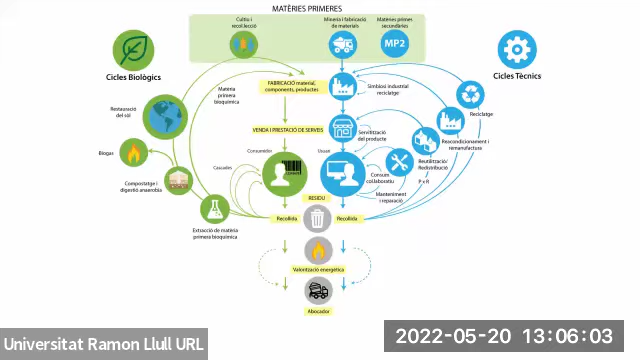 MATÈRIES PRIMERES
Cultiu i
recol.lecció
Mineria i fabricació
de materials
Matèries primes
secundàries
MP2
Cicles Biològics
Cicles Tècnics
Matèria
primera
bioquímica
FABRICACIÓ material,
components, productes
Simbiosi industrial
reciclatge
Reciclatge
Restauració
del sòl
VENDA I PRESTACIÓ DE SERVEIS
Servitització
del producte
Reacondicionament i
remanufactura
Biogas
Consumidor
Usuari
Reutilització/
Redistribució
Cascades
Consum
col.laboratiu
P x R
Compostatge i
digestió anaerobia
Manteniment
i reparació
RESIDU
Recollida
Recollida
Extracció de matèria
primera bioquímica
Valorització energètica
Abocador
Universitat Ramon Llull URL
2022-05-20 13:06:03